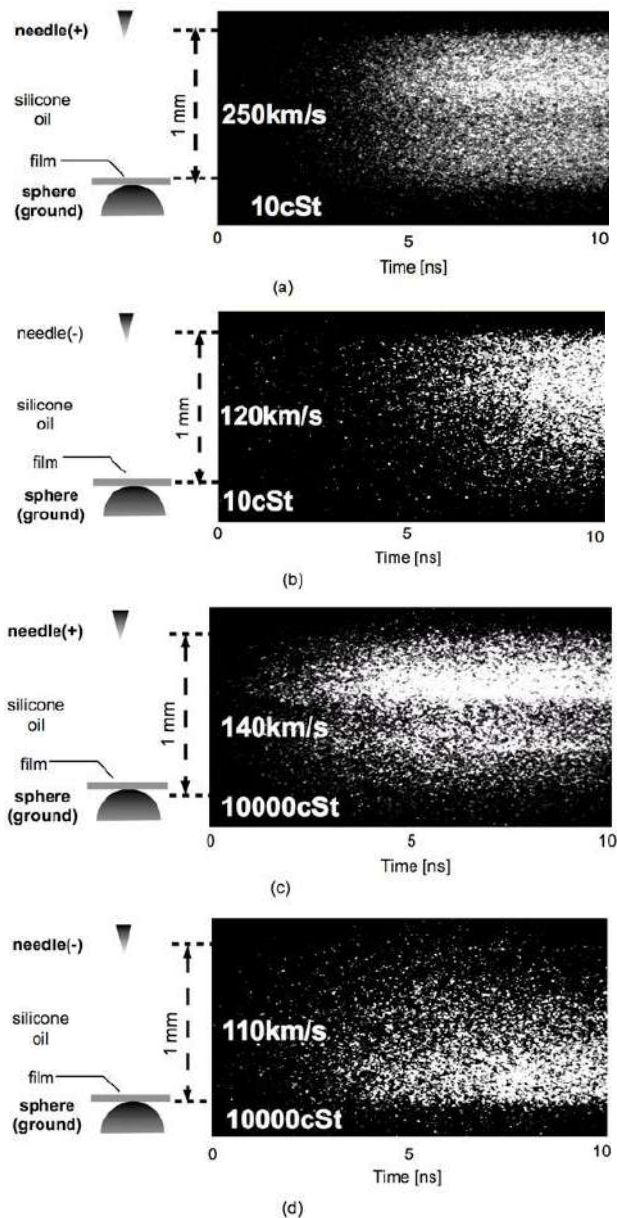 needle(+)
silicone
oil
film
sphere
(ground)
1 mm
250km/s
10cSt
0
5
10
Time [ns]
(a)
needle(-)
silicone
oil
film
sphere
(ground)
1 mm
120km/s
10cSt
0
5
10
Time [ns]
(b)
needle(+)
silicone
oil
film
sphere
(ground)
1 mm
140km/s
10000cSt
0
5
10
Time [ns]
(c)
needle(-)
silicone
oil
film
sphere
(ground)
1 mm
110km/s
10000cSt
0
5
10
Time [ns]
(d)